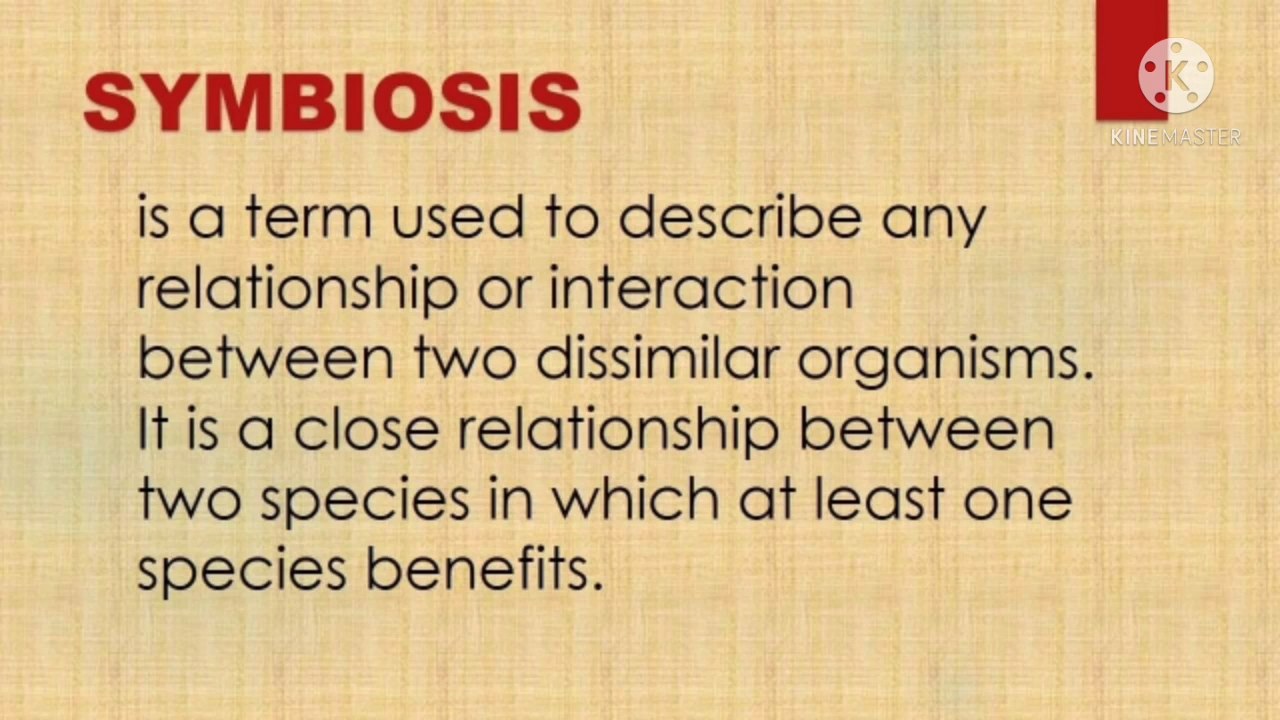 SYMBIOSIS
K
KINEMASTER
is a term used to describe any
relationship or interaction
between two dissimilar organisms.
It is a close relationship between
two species in which at least one
species benefits.